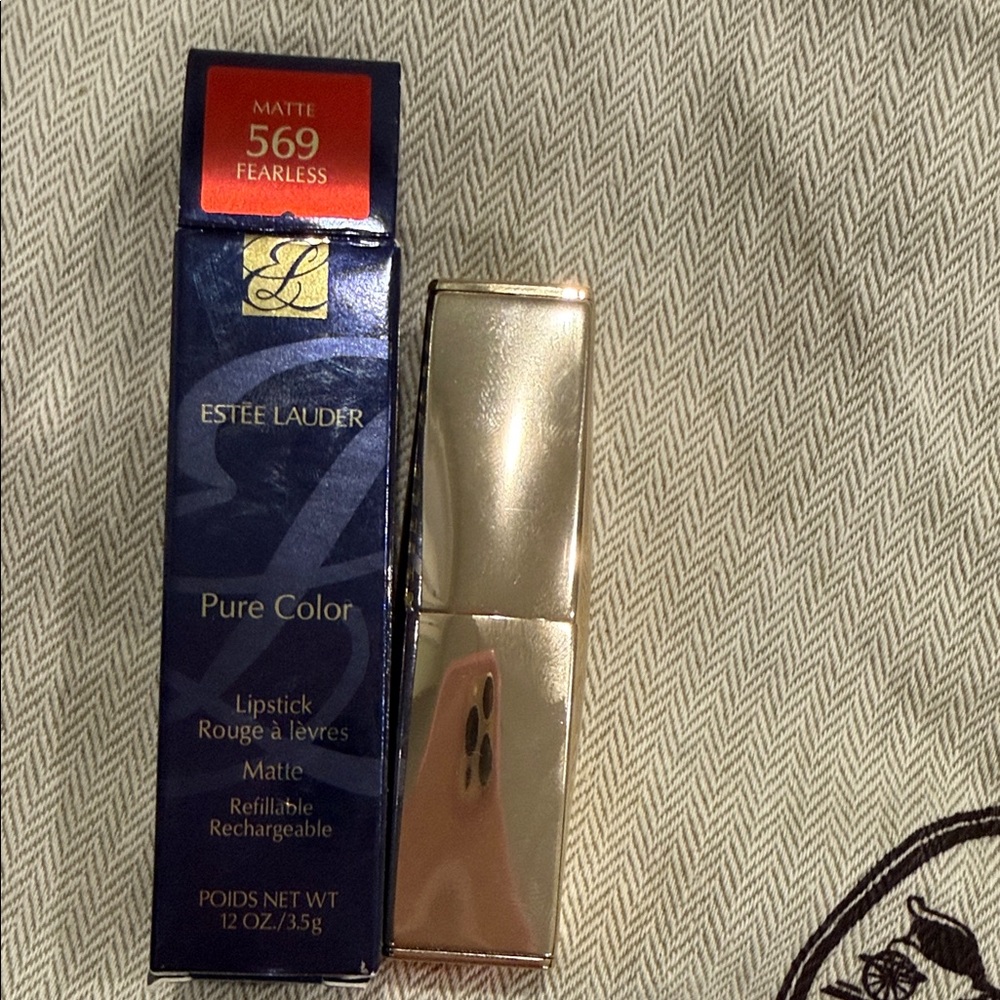 MATTE
569
FEARLESS
EL
ESTĒE LAUDER
Pure Color
Lipstick
Rouge à lèvres
Matte
Refillable
Rechargeable
POIDS NET WT
12 OZ./3.5g